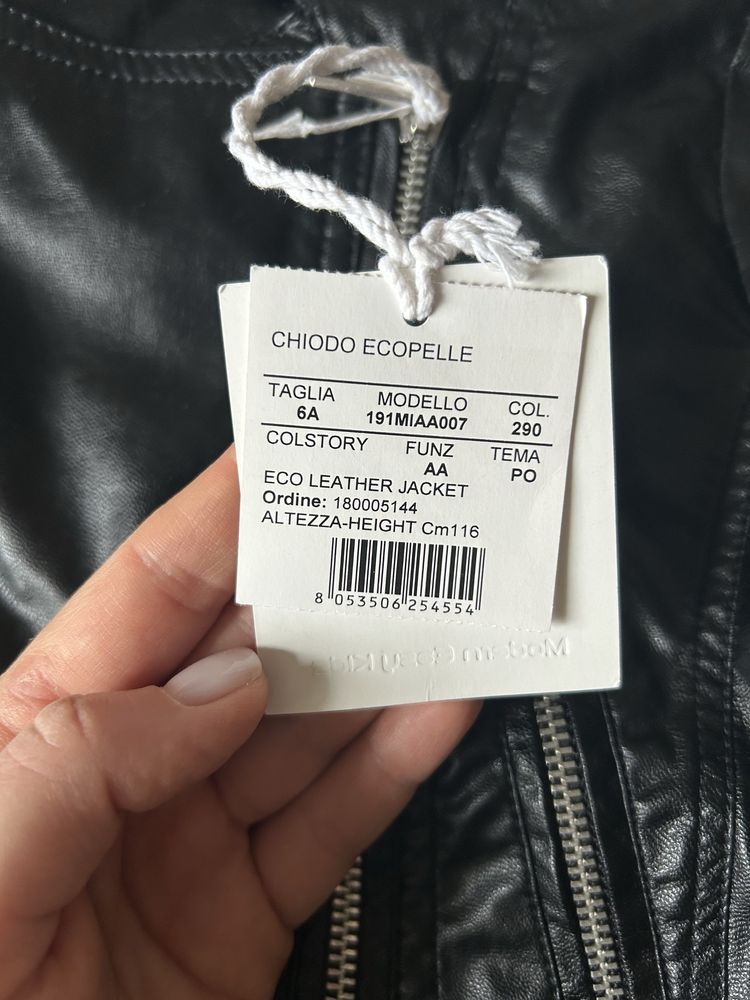 CHIODO ECOPELLE
TAGLIA MODELLO COL.
6A 191MIAA007 290
COLSTORY FUNZ TEMA
AA PO
ECO LEATHER JACKET
Ordine: 180005144
ALTEZZA-HEIGHT Cm116
8 053506 254554